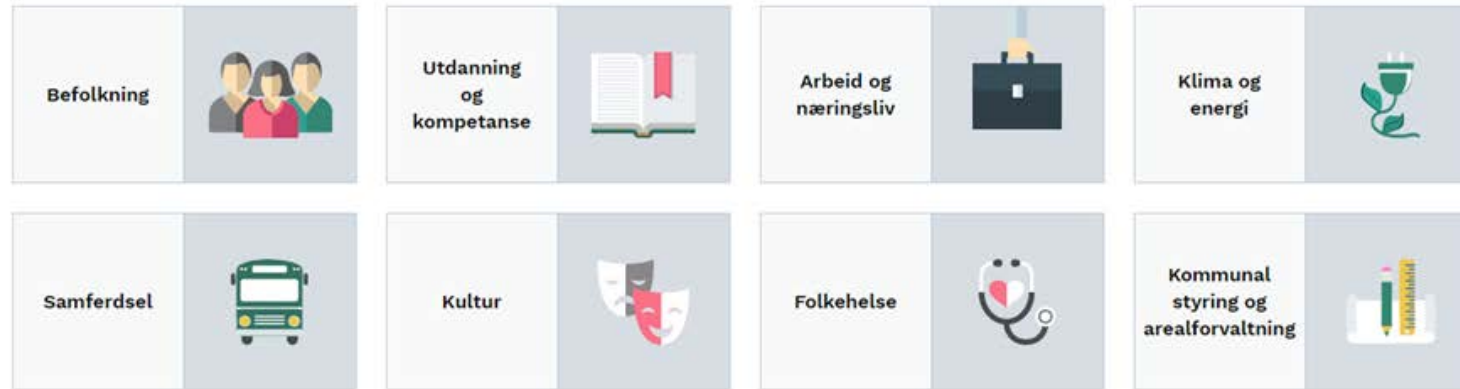 Befolkning
Utdanning
og
kompetanse
Arbeid og
næringsliv
Klima og
energi
Samferdsel
Kultur
Folkehelse
Kommunal
styring og
arealforvaltning